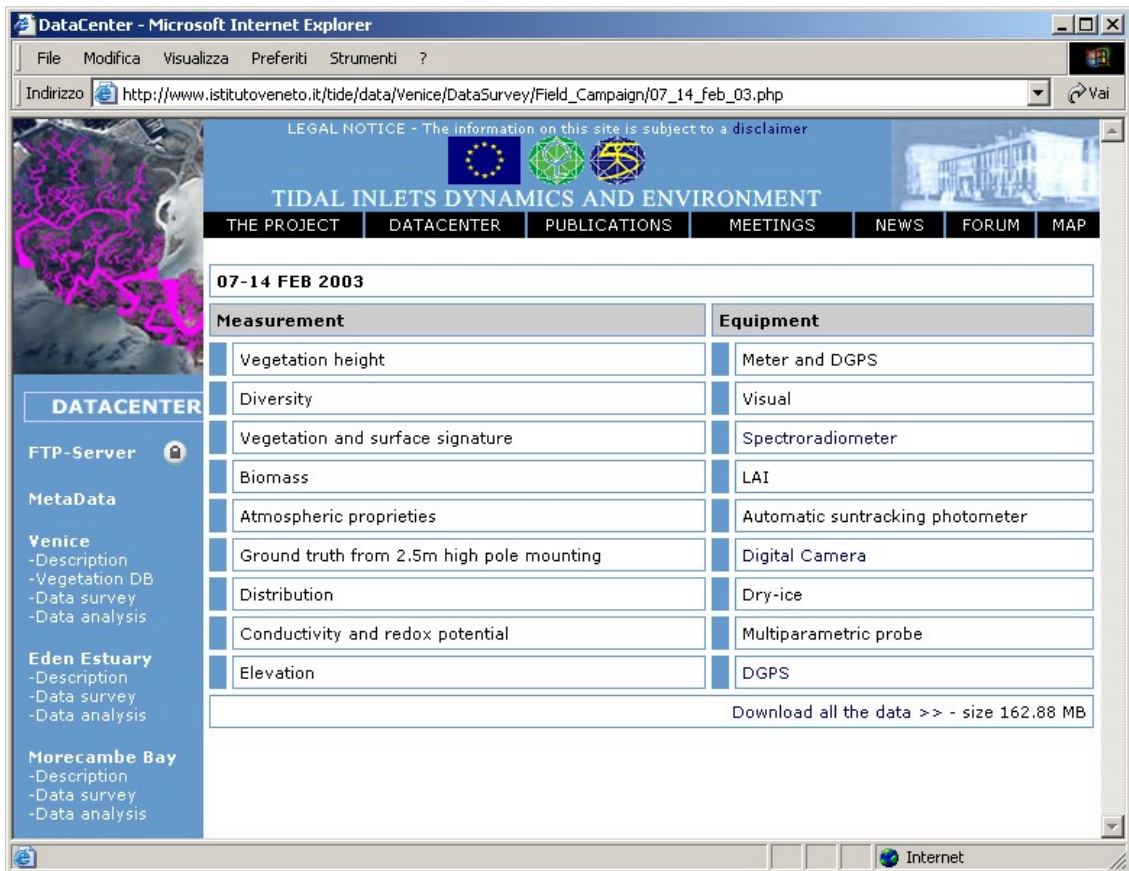 DataCenter - Microsoft Internet Explorer
File Modifica Visualizza Preferiti Strumenti ?
Indirizzo http://www.istitutoveneto.it/tide/data/Venice/DataSurvey/Field_Campaign/07_14_feb_03.php Vai
LEGAL NOTICE - The information on this site is subject to a disclaimer
TIDAL INLETS DYNAMICS AND ENVIRONMENT
THE PROJECT DATACENTER PUBLICATIONS MEETINGS NEWS FORUM MAP
DATACENTER
FTP-Server
MetaData
Venice
-Description
-Vegetation DB
-Data survey
-Data analysis
Eden Estuary
-Description
-Data survey
-Data analysis
Morecambe Bay
-Description
-Data survey
-Data analysis
07-14 FEB 2003
Measurement Equipment
Vegetation height Meter and DGPS
Diversity Visual
Vegetation and surface signature Spectroradiometer
Biomass LAI
Atmospheric proprieties Automatic suntracking photometer
Ground truth from 2.5m high pole mounting Digital Camera
Distribution Dry-ice
Conductivity and redox potential Multiparametric probe
Elevation DGPS
Download all the data >> - size 162.88 MB
Internet